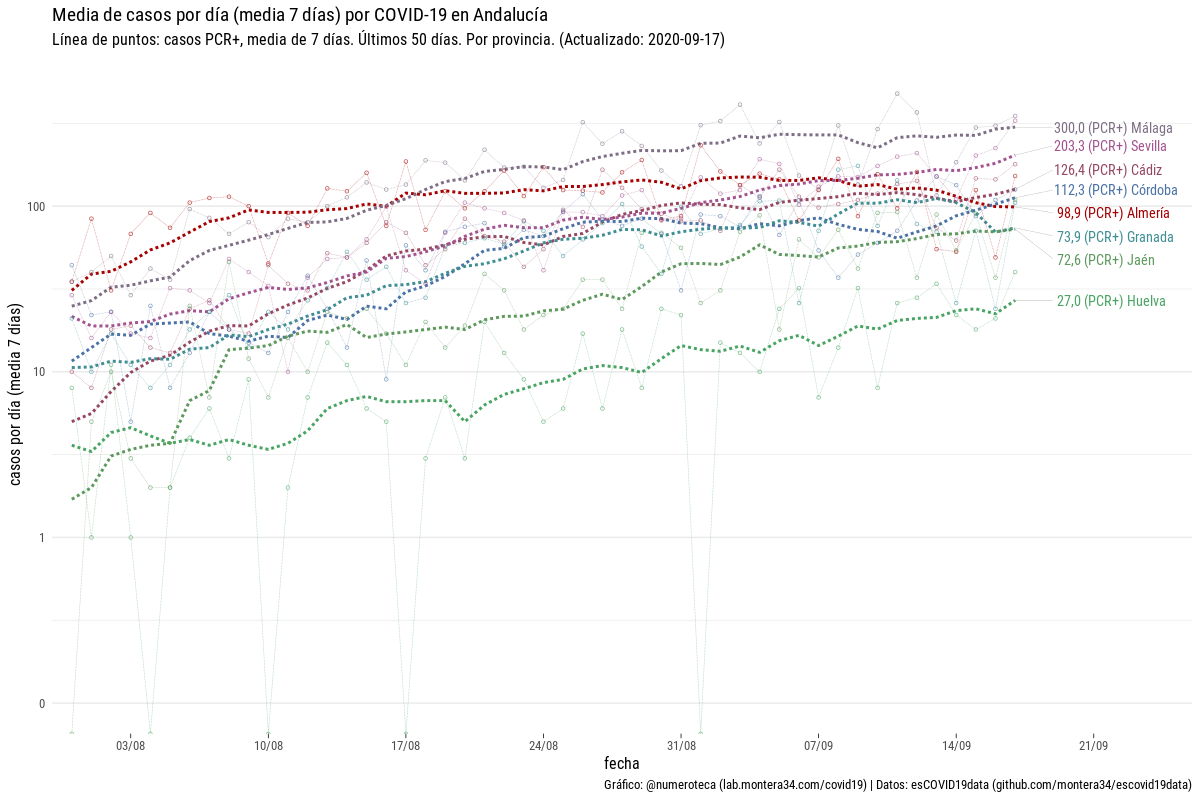 Media de casos por día (media 7 días) por COVID-19 en Andalucía
Línea de puntos: casos PCR+, media de 7 días. Últimos 50 días. Por provincia. (Actualizado: 2020-09-17)
casos por día (media 7 días)
100
10
1
0
300,0 (PCR+) Málaga
203,3 (PCR+) Sevilla
126,4 (PCR+) Cádiz
112,3 (PCR+) Córdoba
98,9 (PCR+) Almería
73,9 (PCR+) Granada
72,6 (PCR+) Jaén
27,0 (PCR+) Huelva
03/08
10/08
17/08
24/08
31/08
07/09
14/09
21/09
fecha
Gráfico: @numeroteca (lab.montera34.com/covid19) | Datos: esCOVID19data (github.com/montera34/escovid19data)